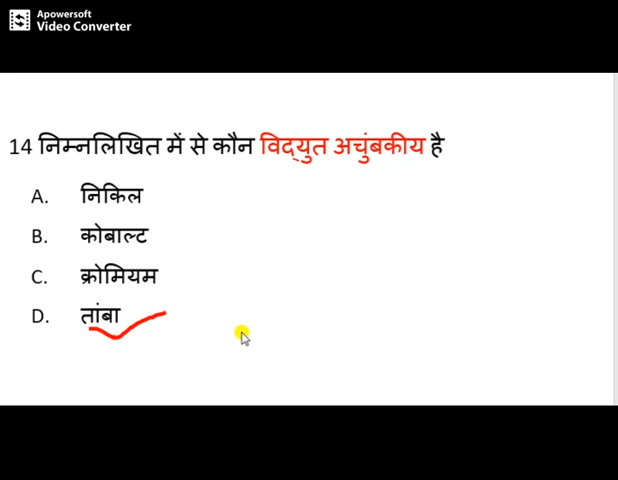 Apowersoft
Video Converter
14 निम्नलिखित में से कौन विद्युत अचुंबकीय है
A. निकिल
B. कोबाल्ट
C. क्रोमियम
D. तांबा